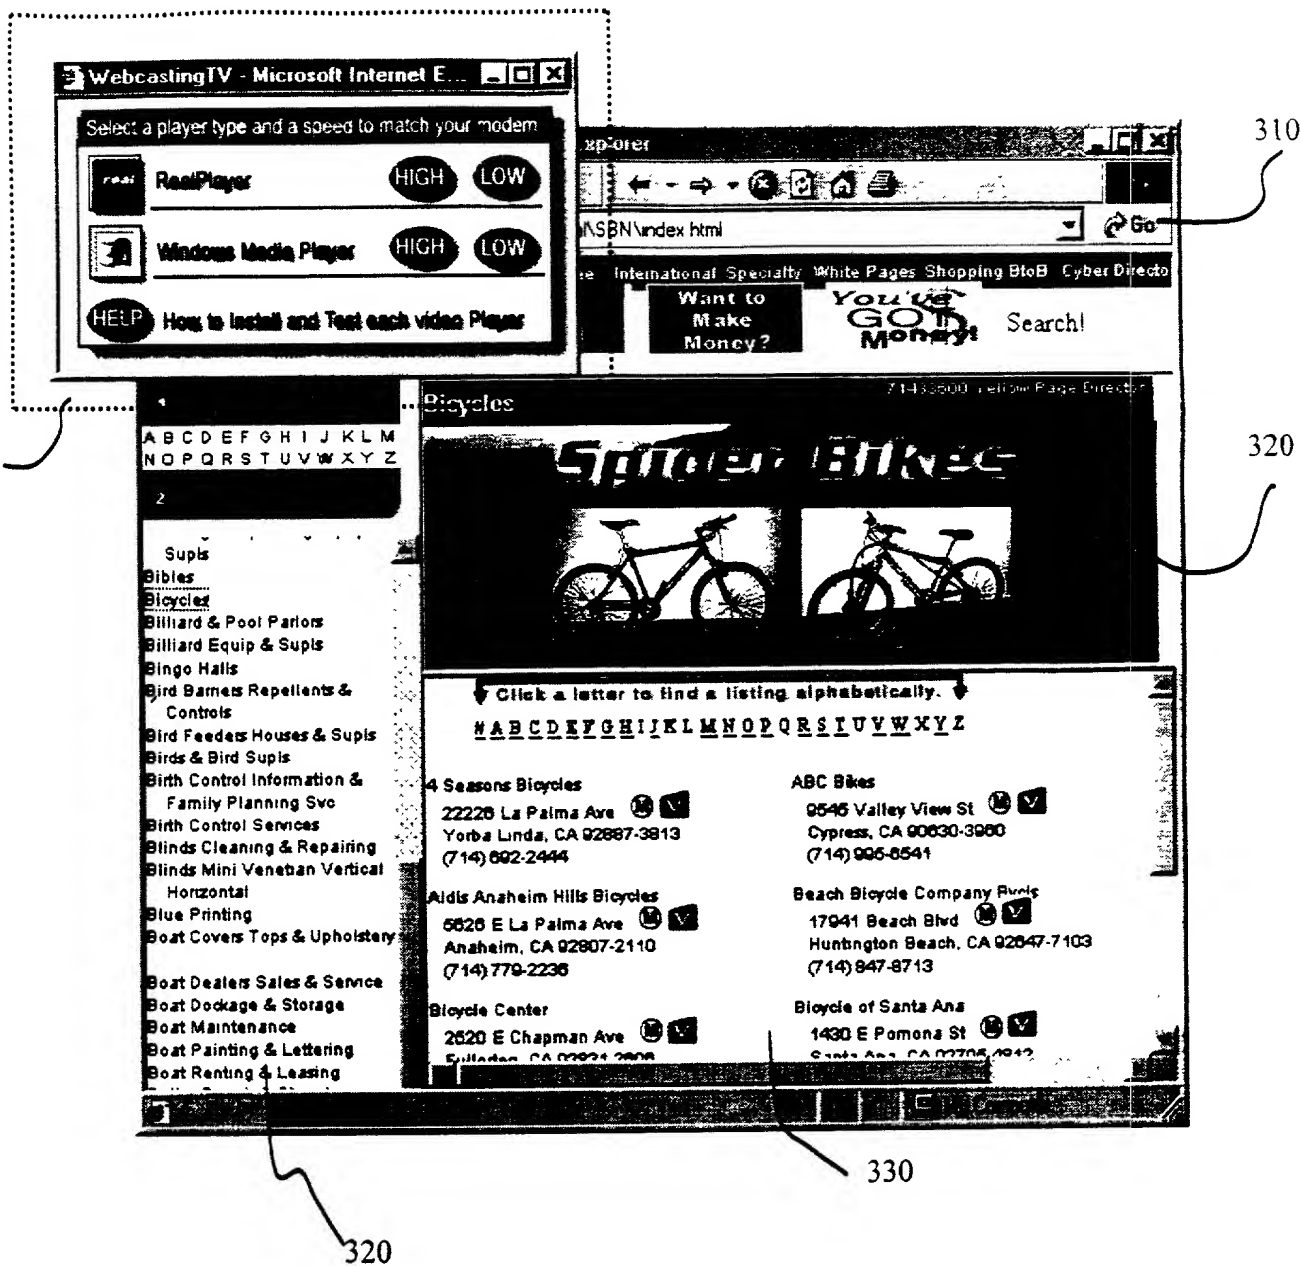 WebcastingTV - Microsoft Internet E...
Select a player type and a speed to match your modem
real RealPlayer HIGH LOW
Windows Media Player HIGH LOW
HELP How to Install and Test each video Player
310
Go
\SBN\index html
International Specialty White Pages Shopping BtoB Cyber Directo
Want to
Make
Money?
You've
GOT
Money!
Search!
Yellow Page Director
Bicycles
Spider Bikes
320
1
A B C D E F G H I J K L M
N O P Q R S T U V W X Y Z
2
Supls
Bibles
Bicycles
Billiard & Pool Parlors
Billiard Equip & Supls
Bingo Halls
Bird Barriers Repellents &
Controls
Bird Feeders Houses & Supls
Birds & Bird Supls
Birth Control Information &
Family Planning Svc
Birth Control Services
Blinds Cleaning & Repairing
Blinds Mini Venetian Vertical
Horizontal
Blue Printing
Boat Covers Tops & Upholstery
Boat Dealers Sales & Service
Boat Dockage & Storage
Boat Maintenance
Boat Painting & Lettering
Boat Renting & Leasing
Click a letter to find a listing alphabetically.
# A B C D E F G H I J K L M N O P Q R S T U V W X Y Z
4 Seasons Bicycles
22226 La Palma Ave M V
Yorba Linda, CA 92887-3813
(714) 692-2444
Aldis Anaheim Hills Bicycles
5626 E La Palma Ave M V
Anaheim, CA 92807-2110
(714) 779-2236
Bicycle Center
2520 E Chapman Ave M V
ABC Bikes
9545 Valley View St M V
Cypress, CA 90630-3960
(714) 995-6541
Beach Bicycle Company
17941 Beach Blvd M V
Huntington Beach, CA 92647-7103
(714) 847-8713
Bicycle of Santa Ana
1430 E Pomona St M V
330
320